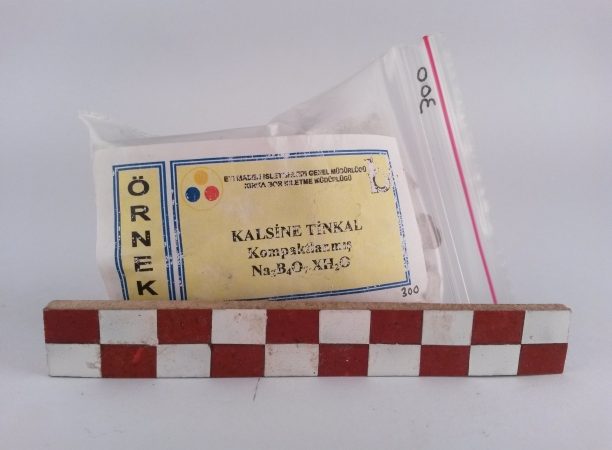 300
ÖRNEK
ETİ MADEN İŞLETMELERİ GENEL MÜDÜRLÜĞÜ
KIRKA BOR İŞLETME MÜDÜRLÜĞÜ
KALSİNE TİNKAL
Kompaktlanmış
Na₂B₄O₇.XH₂O
300